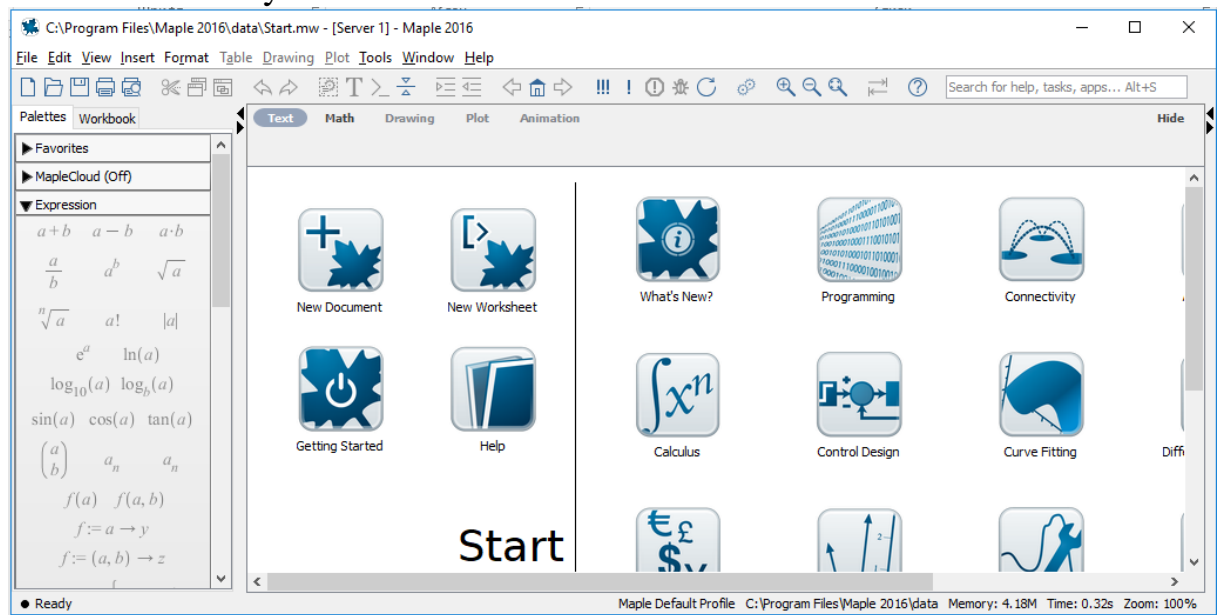 C:\Program Files\Maple 2016\data\Start.mw - [Server 1] - Maple 2016
File Edit View Insert Format Table Drawing Plot Tools Window Help
Search for help, tasks, apps... Alt+S
Palettes Workbook
Text Math Drawing Plot Animation Hide
Favorites
MapleCloud (Off)
Expression
a+b a−b a·b
a/b a^b √a
ⁿ√a a! |a|
e^a ln(a)
log₁₀(a) log_b(a)
sin(a) cos(a) tan(a)
(a b) a_n a_n
f(a) f(a,b)
f:=a→y
f:=(a,b)→z
New Document New Worksheet
Getting Started Help
Start
What's New? Programming Connectivity
Calculus Control Design Curve Fitting Diff
Ready
Maple Default Profile C:\Program Files\Maple 2016\data Memory: 4.18M Time: 0.32s Zoom: 100%